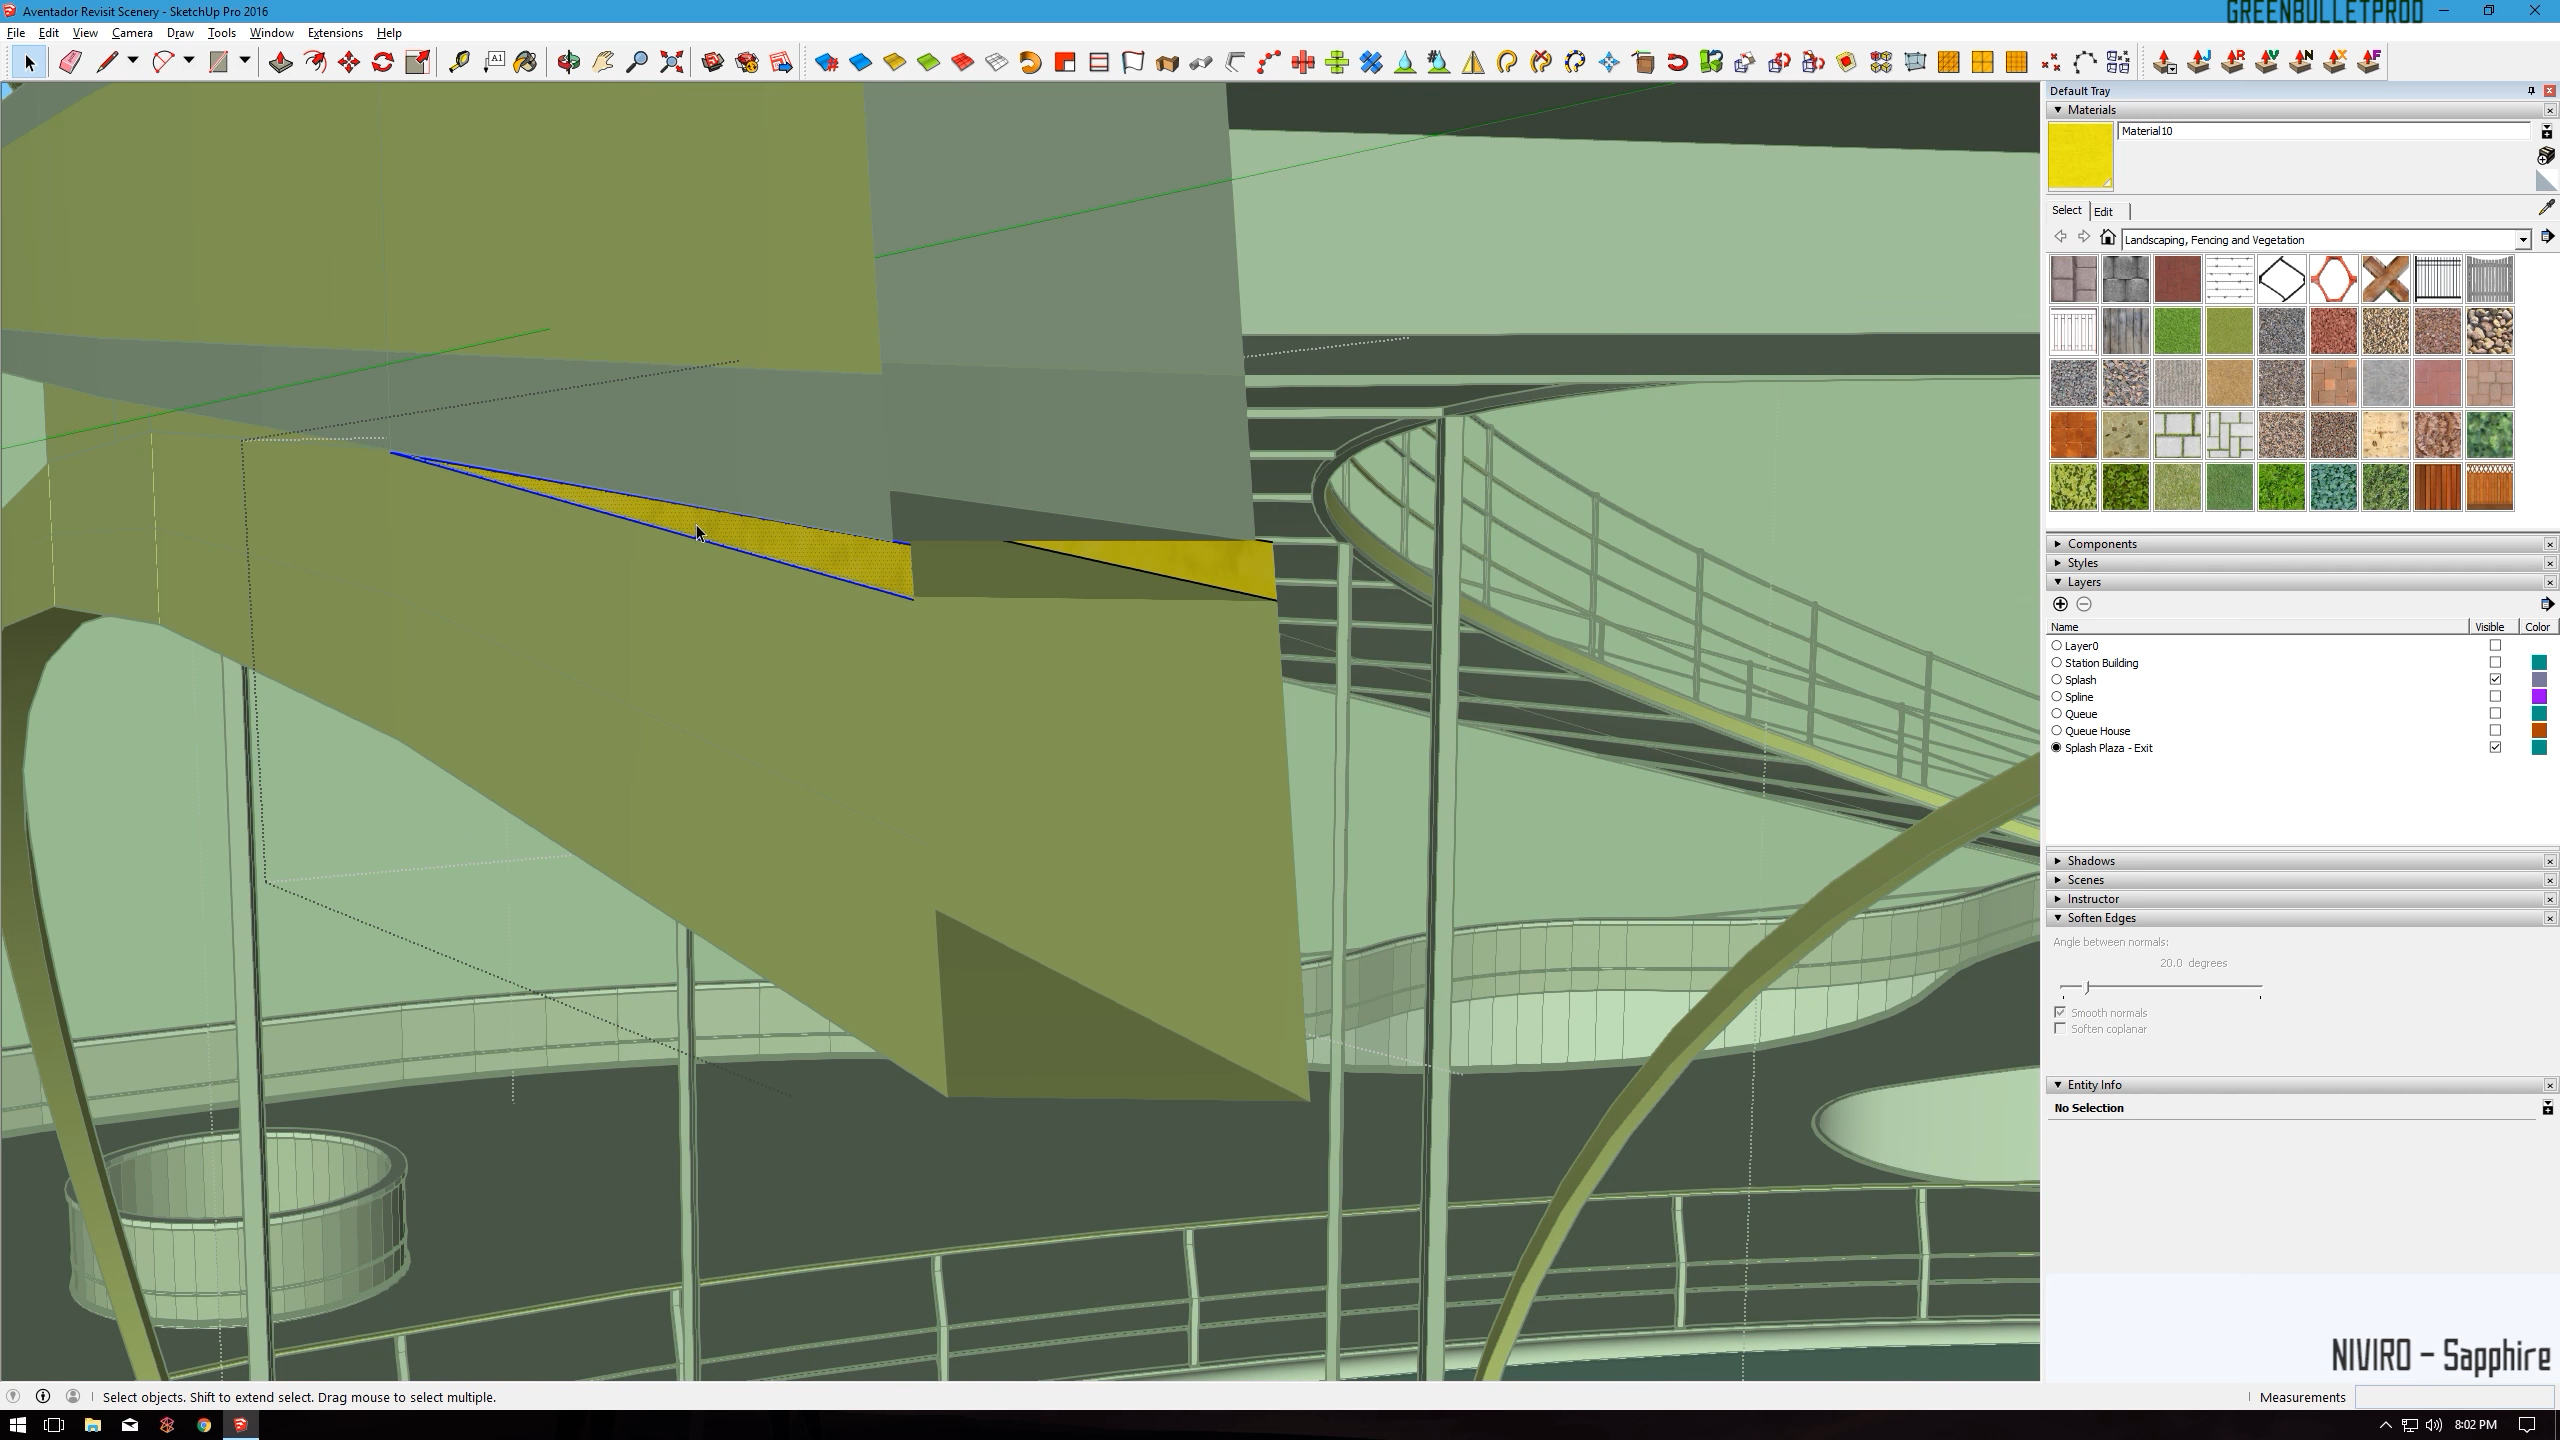 Aventador Revisit Scenery - SketchUp Pro 2016
GREENBULLETPROD
File Edit View Camera Draw Tools Window Extensions Help
A1
J R V N X F
Default Tray
Materials
Material10
Select Edit
Landscaping, Fencing and Vegetation
Components
Styles
Layers
Name Visible Color
Layer0
Station Building
Splash
Spline
Queue
Queue House
Splash Plaza - Exit
Shadows
Scenes
Instructor
Soften Edges
Angle between normals:
20.0 degrees
Smooth normals
Soften coplanar
Entity Info
No Selection
NIVIRO - Sapphire
Select objects. Shift to extend select. Drag mouse to select multiple.
Measurements
8:02 PM